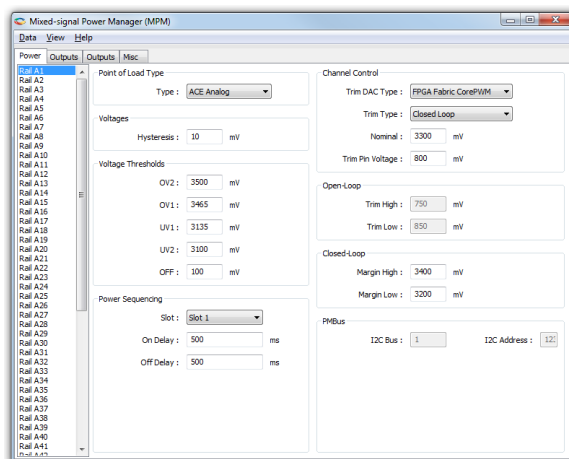 Mixed-signal Power Manager (MPM)
Data View Help
Power Outputs Outputs Misc
Rail A1
Rail A2
Rail A3
Rail A4
Rail A5
Rail A6
Rail A7
Rail A8
Rail A9
Rail A10
Rail A11
Rail A12
Rail A13
Rail A14
Rail A15
Rail A16
Rail A17
Rail A18
Rail A19
Rail A20
Rail A21
Rail A22
Rail A23
Rail A24
Rail A25
Rail A26
Rail A27
Rail A28
Rail A29
Rail A30
Rail A31
Rail A32
Rail A33
Rail A34
Rail A35
Rail A36
Rail A37
Rail A38
Rail A39
Rail A40
Rail A41
Rail A42
Point of Load Type
Type : ACE Analog
Voltages
Hysteresis : 10 mV
Voltage Thresholds
OV2 : 3500 mV
OV1 : 3465 mV
UV1 : 3135 mV
UV2 : 3100 mV
OFF : 100 mV
Power Sequencing
Slot : Slot 1
On Delay : 500 ms
Off Delay : 500 ms
Channel Control
Trim DAC Type : FPGA Fabric CorePWM
Trim Type : Closed Loop
Nominal : 3300 mV
Trim Pin Voltage : 800 mV
Open-Loop
Trim High : 750 mV
Trim Low : 850 mV
Closed-Loop
Margin High : 3400 mV
Margin Low : 3200 mV
PMBus
I2C Bus : 1 I2C Address :